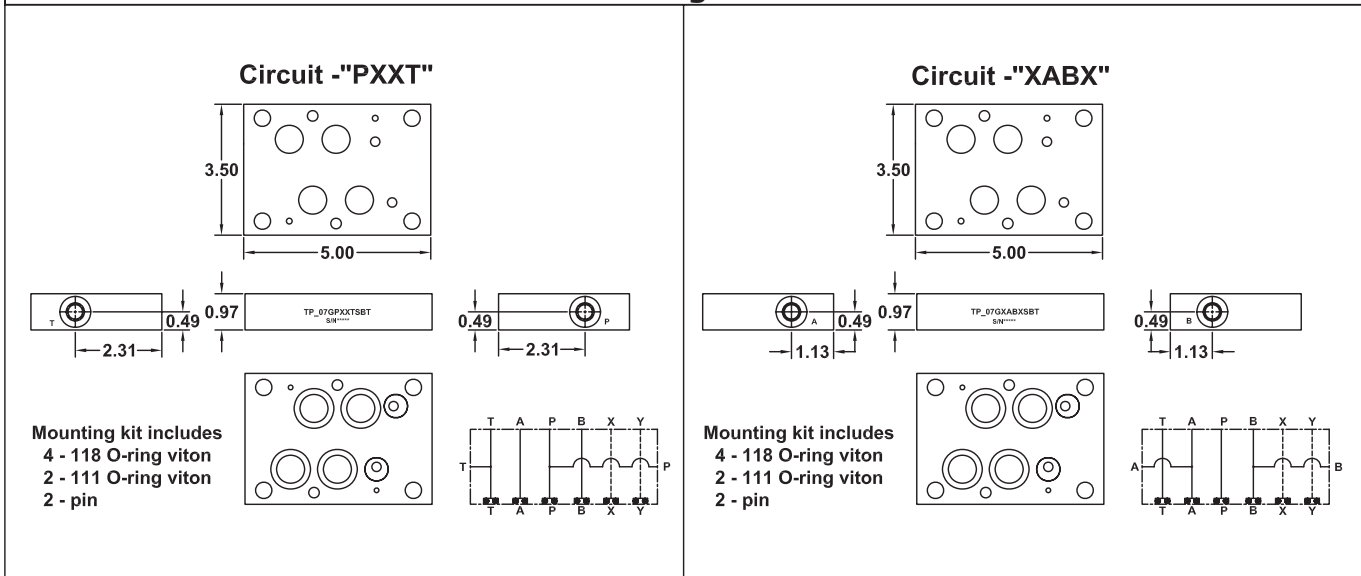 Circuit -"PXXT"
3.50
5.00
T
0.49
2.31
0.97
TP_07GPXXTSBT
S/N*****
0.49
P
2.31
Mounting kit includes
4 - 118 O-ring viton
2 - 111 O-ring viton
2 - pin
T A P B X Y
T P
T A P B X Y
Circuit -"XABX"
3.50
5.00
A
0.49
1.13
0.97
TP_07GXABXSBT
S/N*****
0.49
B
1.13
Mounting kit includes
4 - 118 O-ring viton
2 - 111 O-ring viton
2 - pin
T A P B X Y
A B
T A P B X Y